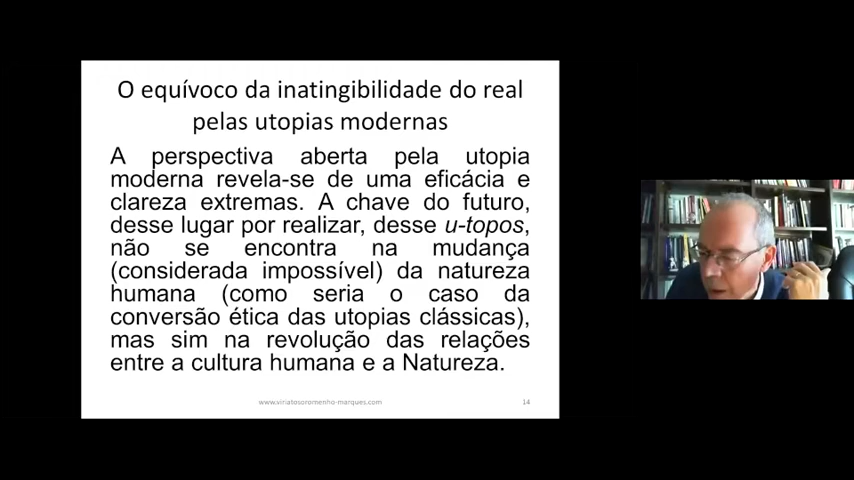 O equívoco da inatingibilidade do real
pelas utopias modernas
A perspectiva aberta pela utopia
moderna revela-se de uma eficácia e
clareza extremas. A chave do futuro,
desse lugar por realizar, desse u-topos,
não se encontra na mudança
(considerada impossível) da natureza
humana (como seria o caso da
conversão ética das utopias clássicas),
mas sim na revolução das relações
entre a cultura humana e a Natureza.
www.viriatosoromenho-marques.com
14